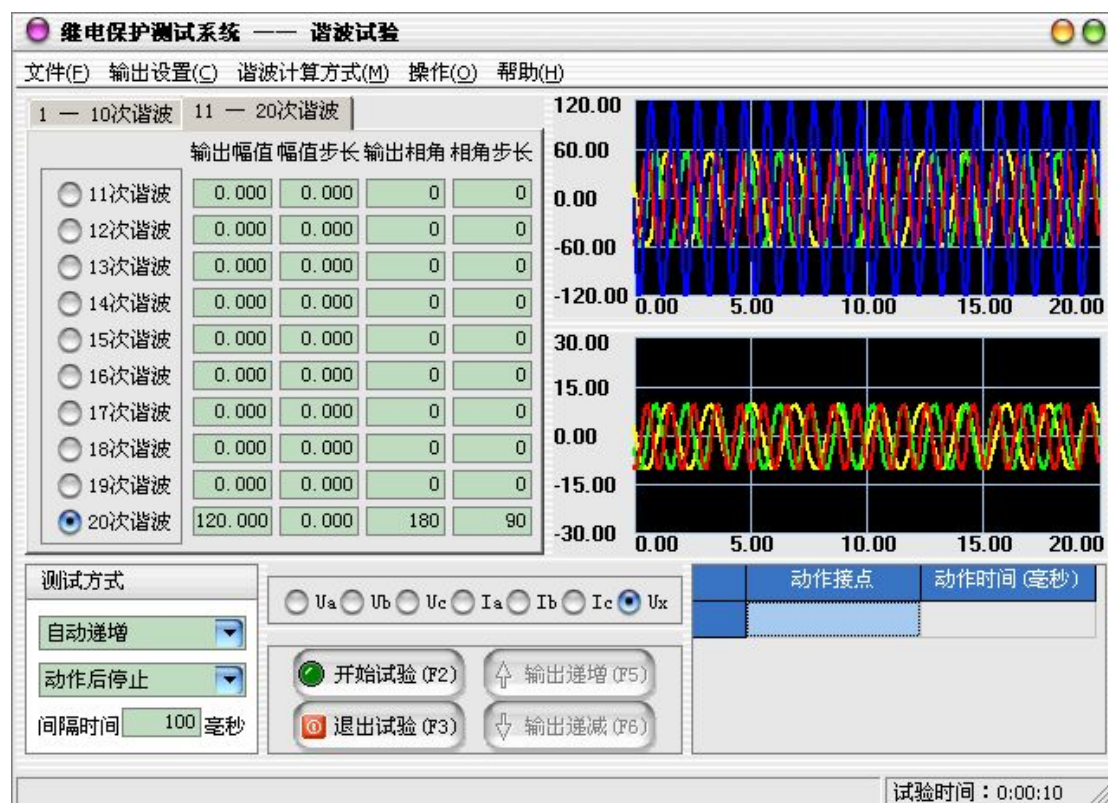 继电保护测试系统 —— 谐波试验
文件(F) 输出设置(C) 谐波计算方式(M) 操作(O) 帮助(H)
1 — 10次谐波 11 — 20次谐波
输出幅值 幅值步长 输出相角 相角步长
11次谐波 0.000 0.000 0 0
12次谐波 0.000 0.000 0 0
13次谐波 0.000 0.000 0 0
14次谐波 0.000 0.000 0 0
15次谐波 0.000 0.000 0 0
16次谐波 0.000 0.000 0 0
17次谐波 0.000 0.000 0 0
18次谐波 0.000 0.000 0 0
19次谐波 0.000 0.000 0 0
20次谐波 120.000 0.000 180 90
120.00
60.00
0.00
-60.00
-120.00
0.00 5.00 10.00 15.00 20.00
30.00
15.00
0.00
-15.00
-30.00
0.00 5.00 10.00 15.00 20.00
测试方式
自动递增
动作后停止
间隔时间 100 毫秒
Ua Ub Uc Ia Ib Ic Ux
开始试验(F2) 输出递增(F5)
退出试验(F3) 输出递减(F6)
动作接点 动作时间(毫秒)
试验时间：0:00:10